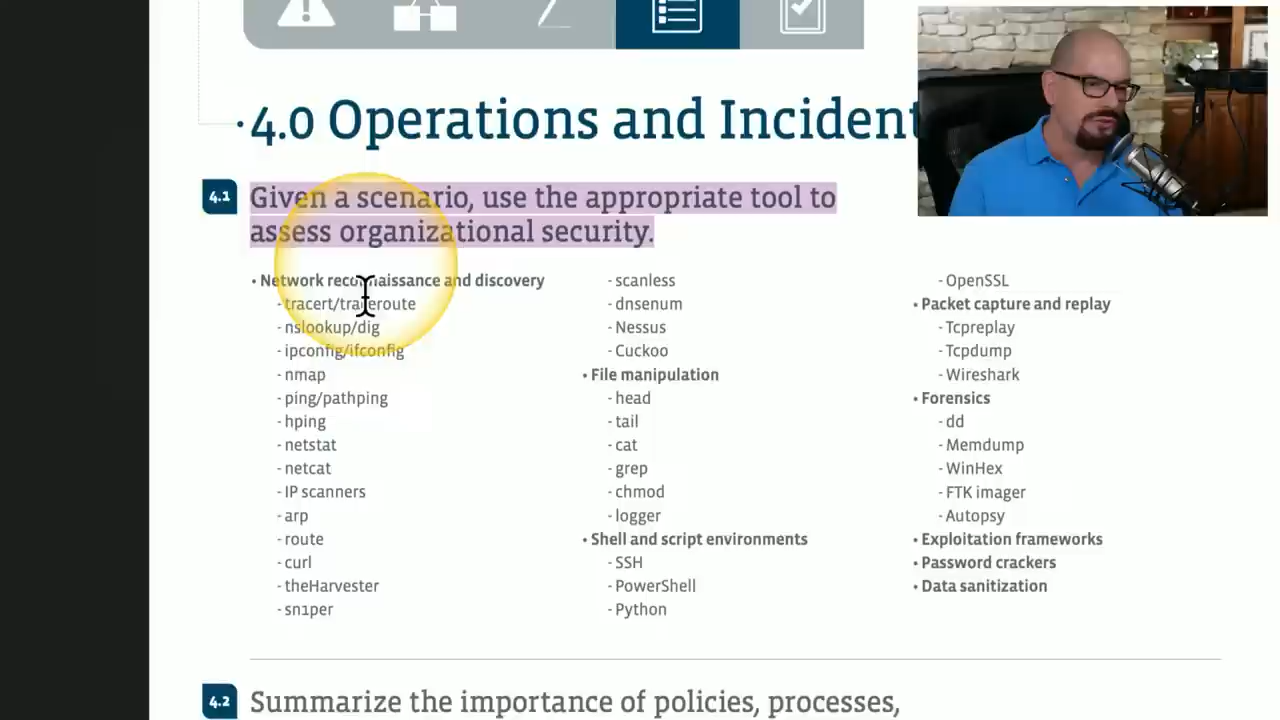 4.0 Operations and Incident
4.1
Given a scenario, use the appropriate tool to
assess organizational security.
• Network reconnaissance and discovery
- tracert/traceroute
- nslookup/dig
- ipconfig/ifconfig
- nmap
- ping/pathping
- hping
- netstat
- netcat
- IP scanners
- arp
- route
- curl
- theHarvester
- sn1per
- scanless
- dnsenum
- Nessus
- Cuckoo
• File manipulation
- head
- tail
- cat
- grep
- chmod
- logger
• Shell and script environments
- SSH
- PowerShell
- Python
- OpenSSL
• Packet capture and replay
- Tcpreplay
- Tcpdump
- Wireshark
• Forensics
- dd
- Memdump
- WinHex
- FTK imager
- Autopsy
• Exploitation frameworks
• Password crackers
• Data sanitization
4.2
Summarize the importance of policies, processes,